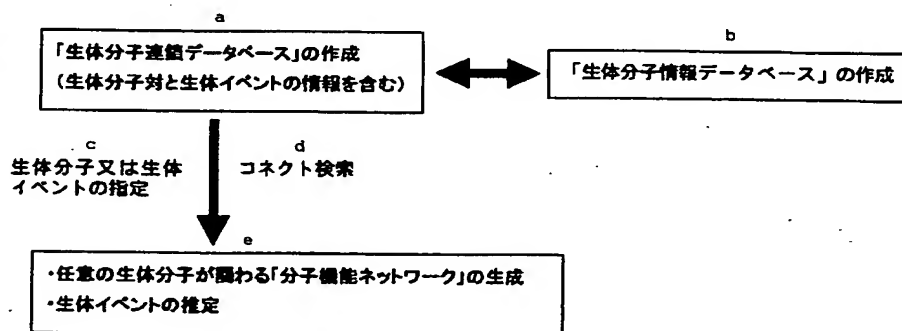 a
「生体分子連鎖データベース」の作成
(生体分子対と生体イベントの情報を含む)
b
「生体分子情報データベース」の作成
c
生体分子又は生体
イベントの指定
d
コネクト検索
e
・任意の生体分子が関わる「分子機能ネットワーク」の生成
・生体イベントの推定